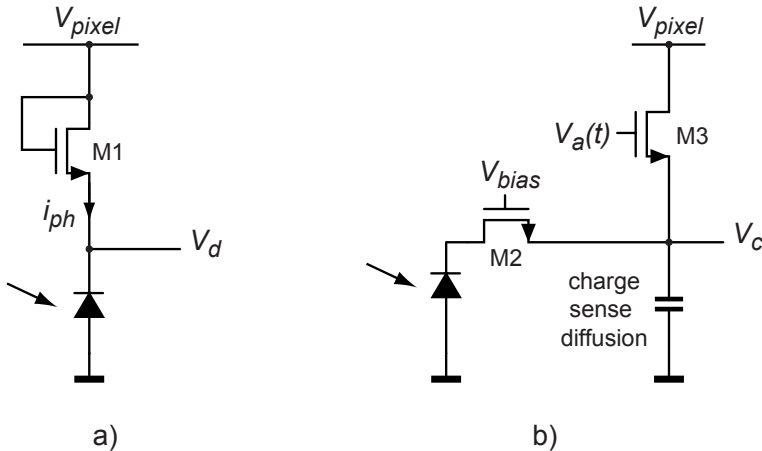 V_pixel
M1
i_ph
V_d
a)
V_pixel
V_a(t)
M3
V_bias
M2
V_c
charge
sense
diffusion
b)